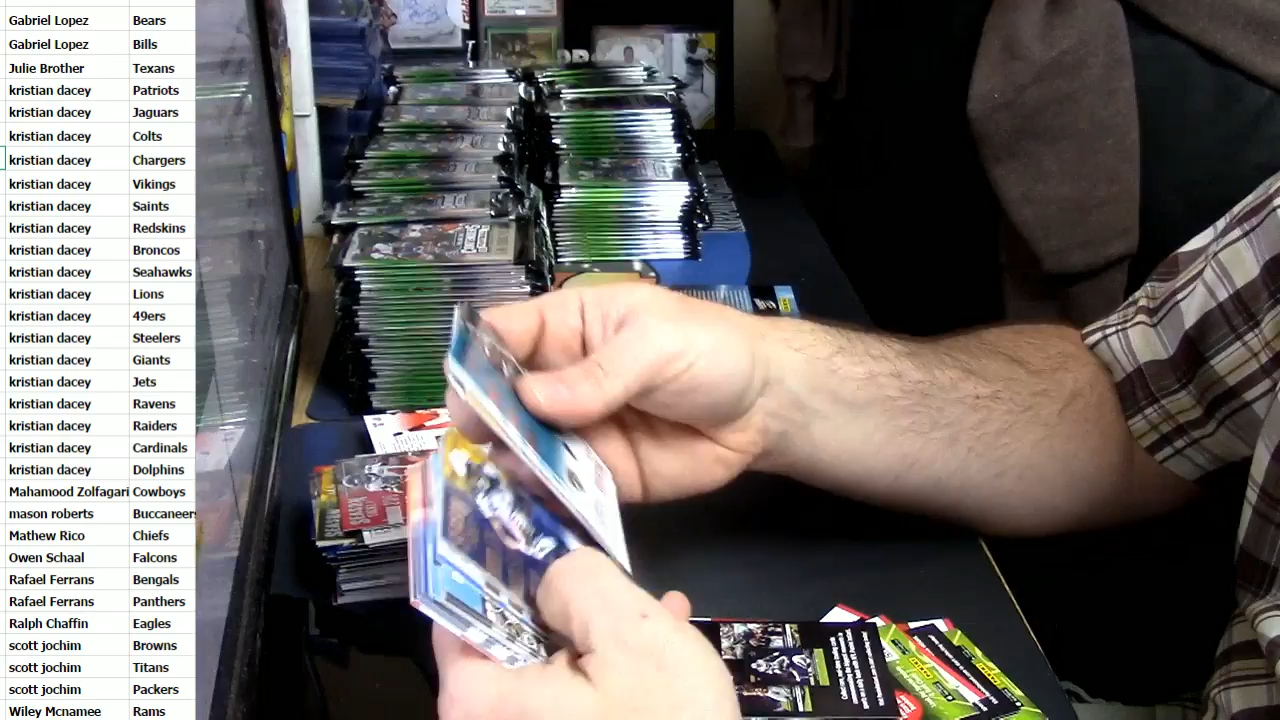 Gabriel Lopez Bears
Gabriel Lopez Bills
Julie Brother Texans
kristian dacey Patriots
kristian dacey Jaguars
kristian dacey Colts
kristian dacey Chargers
kristian dacey Vikings
kristian dacey Saints
kristian dacey Redskins
kristian dacey Broncos
kristian dacey Seahawks
kristian dacey Lions
kristian dacey 49ers
kristian dacey Steelers
kristian dacey Giants
kristian dacey Jets
kristian dacey Ravens
kristian dacey Raiders
kristian dacey Cardinals
kristian dacey Dolphins
Mahamood Zolfagari Cowboys
mason roberts Buccaneers
Mathew Rico Chiefs
Owen Schaal Falcons
Rafael Ferrans Bengals
Rafael Ferrans Panthers
Ralph Chaffin Eagles
scott jochim Browns
scott jochim Titans
scott jochim Packers
Wiley Mcnamee Rams
SEASON